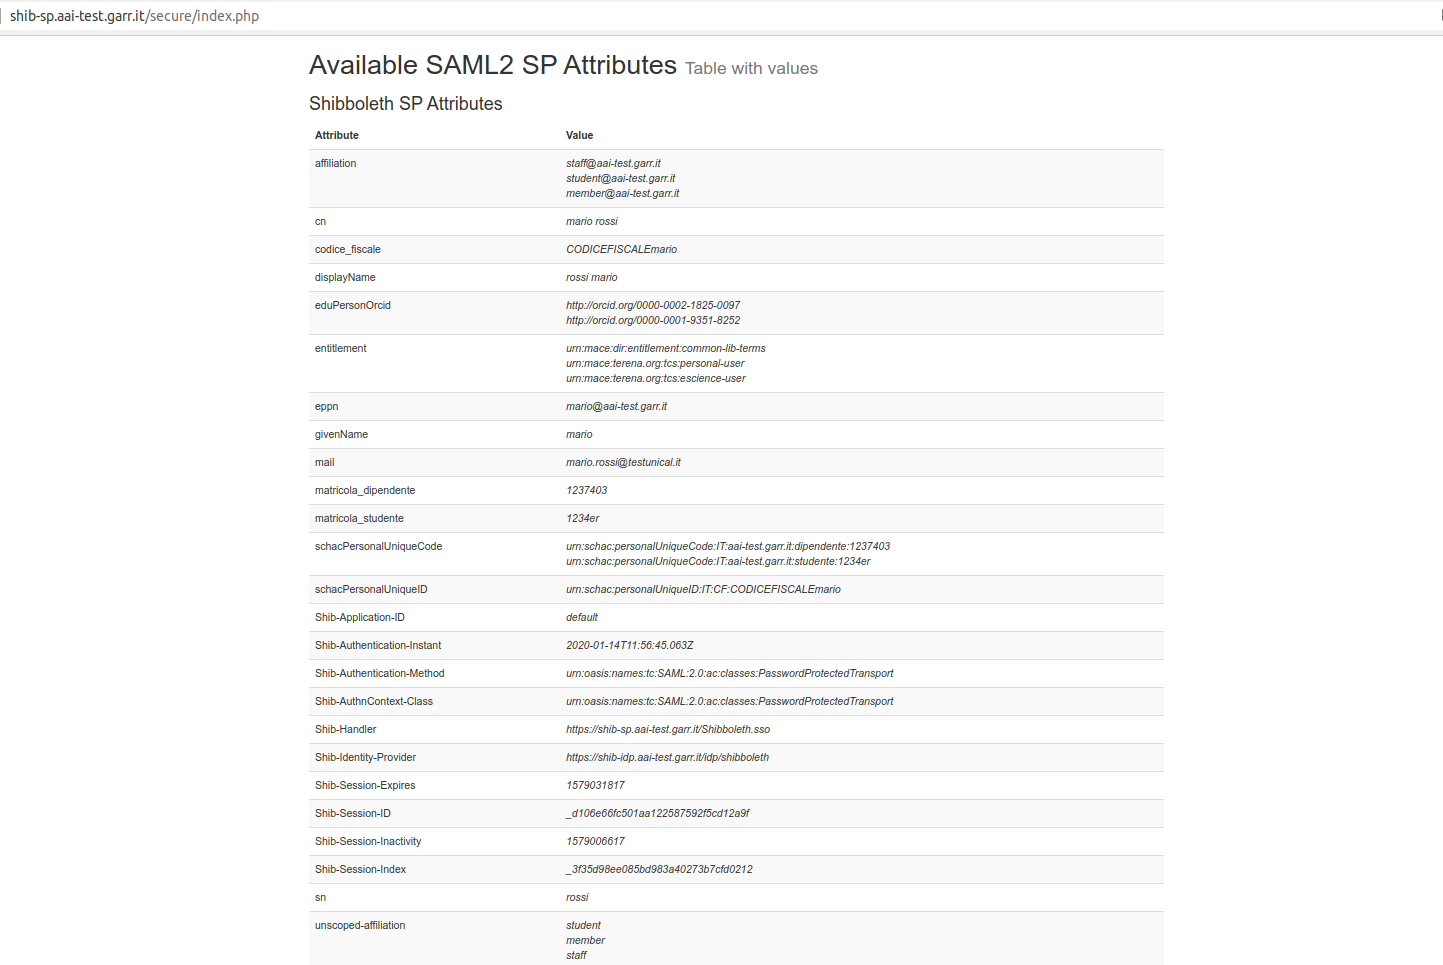 shib-sp.aai-test.garr.it/secure/index.php
Available SAML2 SP Attributes Table with values
Shibboleth SP Attributes
Attribute Value
affiliation staff@aai-test.garr.it
student@aai-test.garr.it
member@aai-test.garr.it
cn mario rossi
codice_fiscale CODICEFISCALEmario
displayName rossi mario
eduPersonOrcid http://orcid.org/0000-0002-1825-0097
http://orcid.org/0000-0001-9351-8252
entitlement urn:mace:dir:entitlement:common-lib-terms
urn:mace:terena.org:tcs:personal-user
urn:mace:terena.org:tcs:escience-user
eppn mario@aai-test.garr.it
givenName mario
mail mario.rossi@testunical.it
matricola_dipendente 1237403
matricola_studente 1234er
schacPersonalUniqueCode urn:schac:personalUniqueCode:IT:aai-test.garr.it:dipendente:1237403
urn:schac:personalUniqueCode:IT:aai-test.garr.it:studente:1234er
schacPersonalUniqueID urn:schac:personalUniqueID:IT:CF:CODICEFISCALEmario
Shib-Application-ID default
Shib-Authentication-Instant 2020-01-14T11:56:45.063Z
Shib-Authentication-Method urn:oasis:names:tc:SAML:2.0:ac:classes:PasswordProtectedTransport
Shib-AuthnContext-Class urn:oasis:names:tc:SAML:2.0:ac:classes:PasswordProtectedTransport
Shib-Handler https://shib-sp.aai-test.garr.it/Shibboleth.sso
Shib-Identity-Provider https://shib-idp.aai-test.garr.it/idp/shibboleth
Shib-Session-Expires 1579031817
Shib-Session-ID _d106e66fc501aa122587592f5cd12a9f
Shib-Session-Inactivity 1579006617
Shib-Session-Index _3f35d98ee085bd983a40273b7cfd0212
sn rossi
unscoped-affiliation student
member
staff